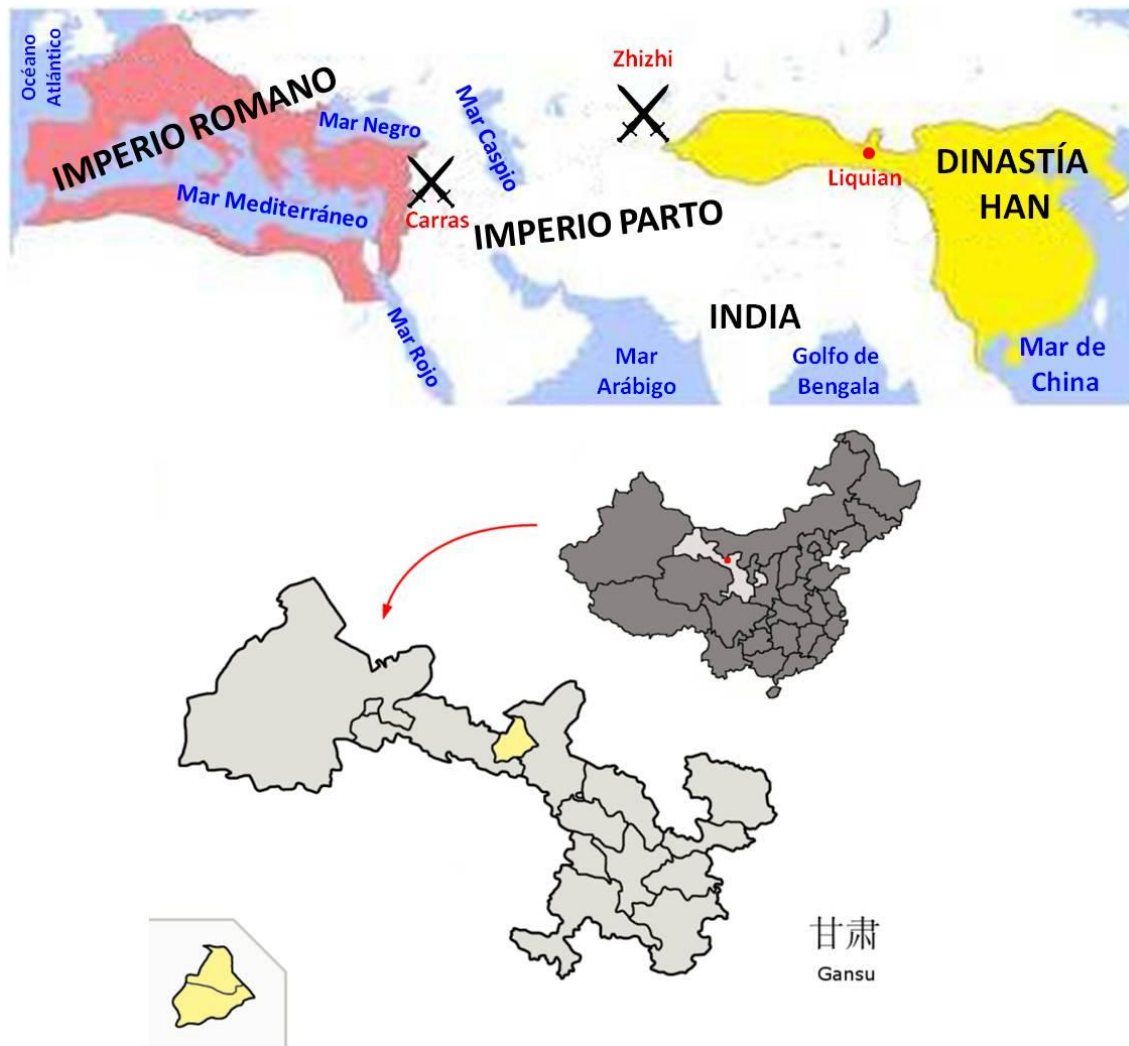 Océano
Atlántico
IMPERIO ROMANO
Mar Negro
Mar Caspio
Mar Mediterráneo
Carras
IMPERIO PARTO
Mar Rojo
Zhizhi
Liquian
DINASTÍA
HAN
INDIA
Mar
Arábigo
Golfo de
Bengala
Mar de
China
甘肃
Gansu